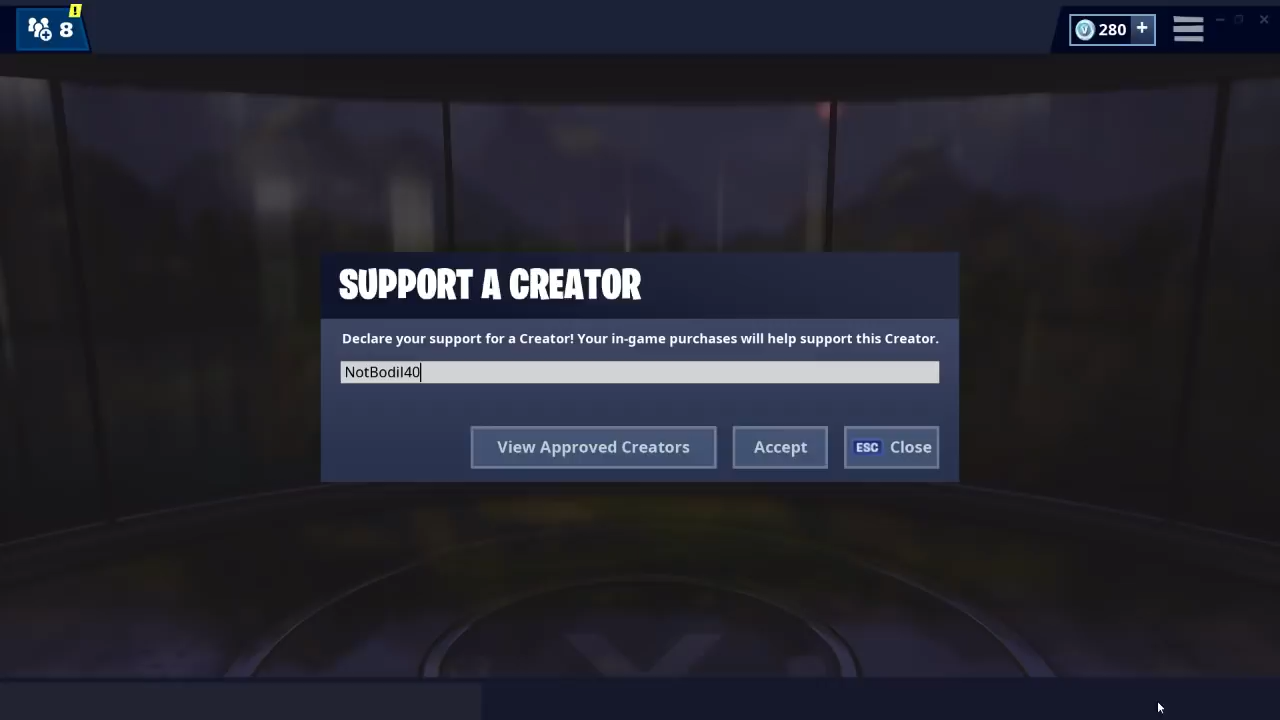 !
8
280 +
SUPPORT A CREATOR
Declare your support for a Creator! Your in-game purchases will help support this Creator.
NotBodil40
View Approved Creators
Accept
ESC Close